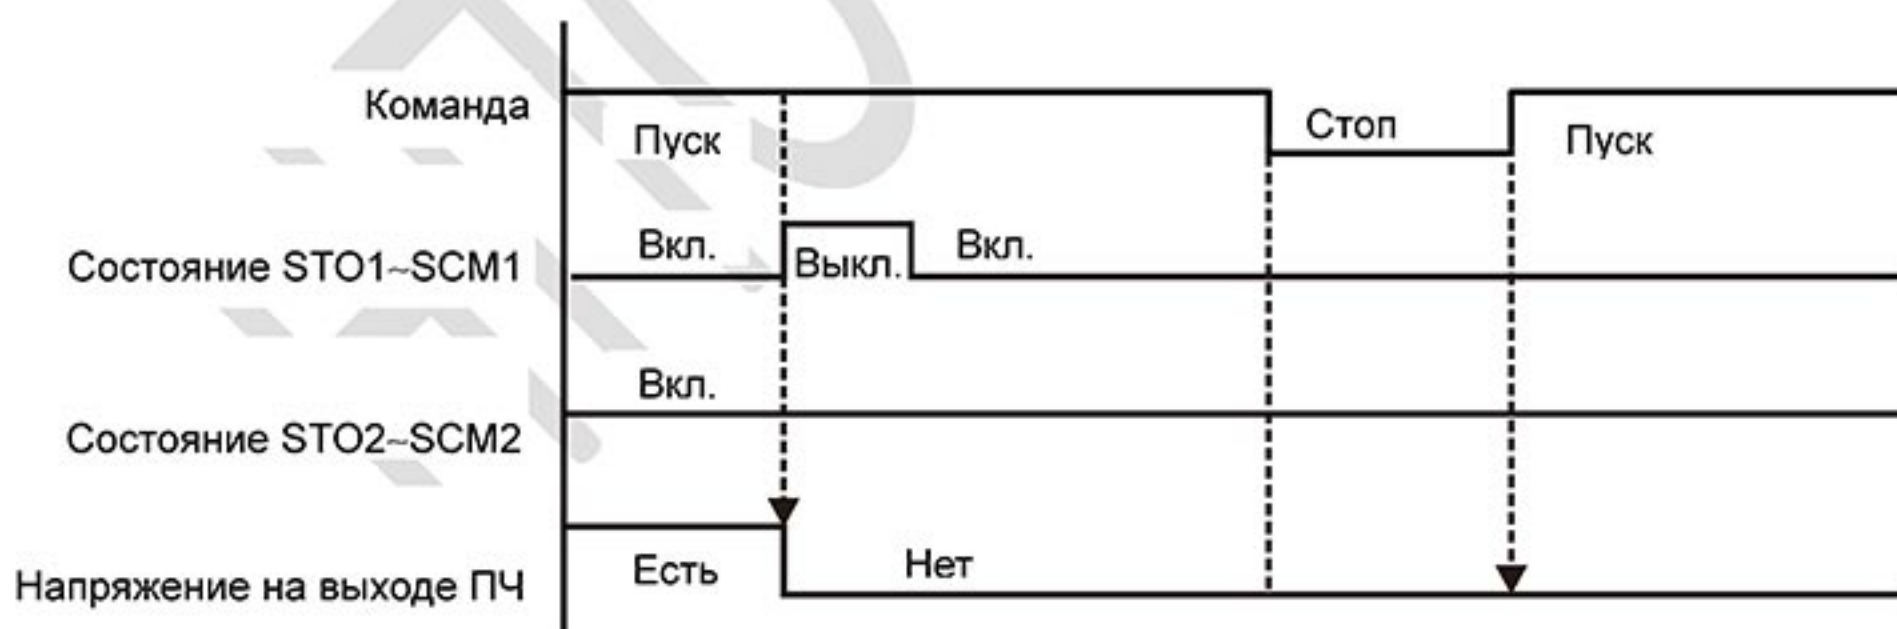 Команда
Пуск
Стоп
Пуск
Состояние STO1~SCM1
Вкл.
Выкл.
Вкл.
Состояние STO2~SCM2
Вкл.
Напряжение на выходе ПЧ
Есть
Нет